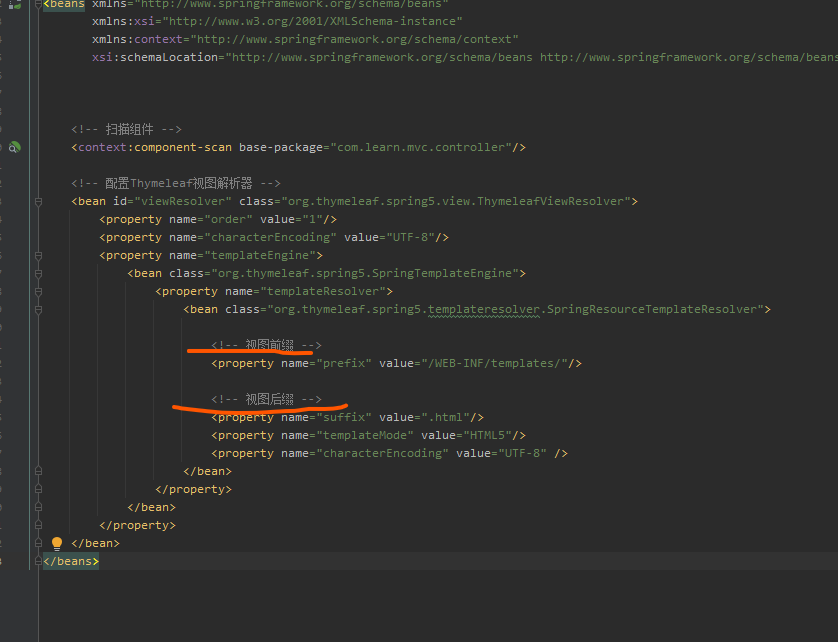 <beans xmlns="http://www.springframework.org/schema/beans"
xmlns:xsi="http://www.w3.org/2001/XMLSchema-instance"
xmlns:context="http://www.springframework.org/schema/context"
xsi:schemaLocation="http://www.springframework.org/schema/beans http://www.springframework.org/schema/beans
<!-- 扫描组件 -->
<context:component-scan base-package="com.learn.mvc.controller"/>
<!-- 配置Thymeleaf视图解析器 -->
<bean id="viewResolver" class="org.thymeleaf.spring5.view.ThymeleafViewResolver">
<property name="order" value="1"/>
<property name="characterEncoding" value="UTF-8"/>
<property name="templateEngine">
<bean class="org.thymeleaf.spring5.SpringTemplateEngine">
<property name="templateResolver">
<bean class="org.thymeleaf.spring5.templateresolver.SpringResourceTemplateResolver">
<!-- 视图前缀 -->
<property name="prefix" value="/WEB-INF/templates/"/>
<!-- 视图后缀 -->
<property name="suffix" value=".html"/>
<property name="templateMode" value="HTML5"/>
<property name="characterEncoding" value="UTF-8" />
</bean>
</property>
</bean>
</property>
</bean>
</beans>